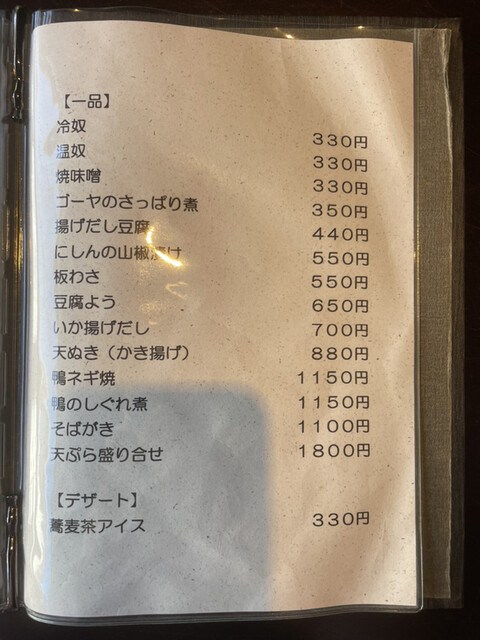 【一品】
冷奴 330円
温奴 330円
焼味噌 330円
ゴーヤのさっぱり煮 350円
揚げだし豆腐 440円
にしんの山椒漬け 550円
板わさ 550円
豆腐よう 650円
いか揚げだし 700円
天ぬき（かき揚げ） 880円
鴨ネギ焼 1150円
鴨のしぐれ煮 1150円
そばがき 1100円
天ぷら盛り合せ 1800円
【デザート】
蕎麦茶アイス 330円